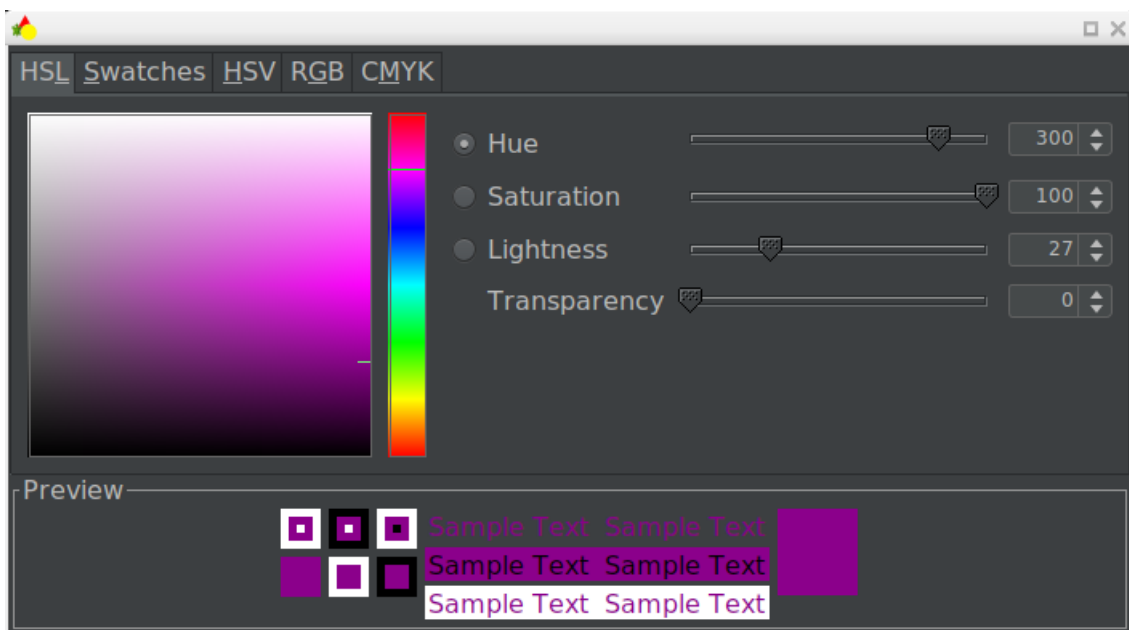 HSL Swatches HSV RGB CMYK
Hue 300
Saturation 100
Lightness 27
Transparency 0
Preview
Sample Text Sample Text
Sample Text Sample Text
Sample Text Sample Text